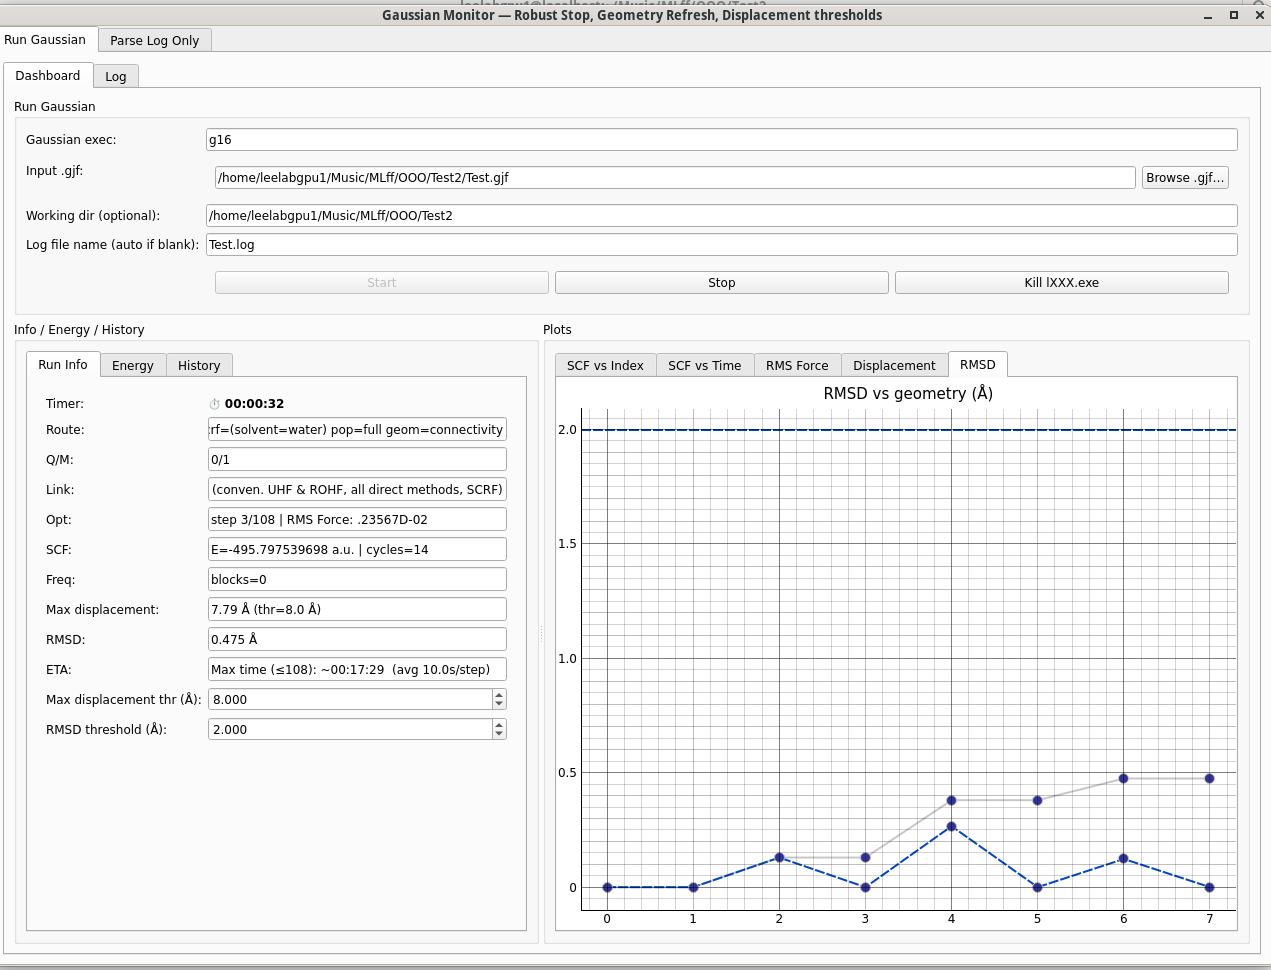 Gaussian Monitor — Robust Stop, Geometry Refresh, Displacement thresholds
Run Gaussian
Parse Log Only
Dashboard
Log
Run Gaussian
Gaussian exec:
g16
Input .gjf:
/home/leelabgpu1/Music/MLff/OOO/Test2/Test.gjf
Browse .gjf...
Working dir (optional):
/home/leelabgpu1/Music/MLff/OOO/Test2
Log file name (auto if blank):
Test.log
Start
Stop
Kill lXXX.exe
Info / Energy / History
Run Info
Energy
History
Timer:
00:00:32
Route:
:rf=(solvent=water) pop=full geom=connectivity
Q/M:
0/1
Link:
(conven. UHF & ROHF, all direct methods, SCRF)
Opt:
step 3/108 | RMS Force: .23567D-02
SCF:
E=-495.797539698 a.u. | cycles=14
Freq:
blocks=0
Max displacement:
7.79 Å (thr=8.0 Å)
RMSD:
0.475 Å
ETA:
Max time (≤108): ~00:17:29 (avg 10.0s/step)
Max displacement thr (Å):
8.000
RMSD threshold (Å):
2.000
Plots
SCF vs Index
SCF vs Time
RMS Force
Displacement
RMSD
RMSD vs geometry (Å)
2.0
1.5
1.0
0.5
0
0 1 2 3 4 5 6 7